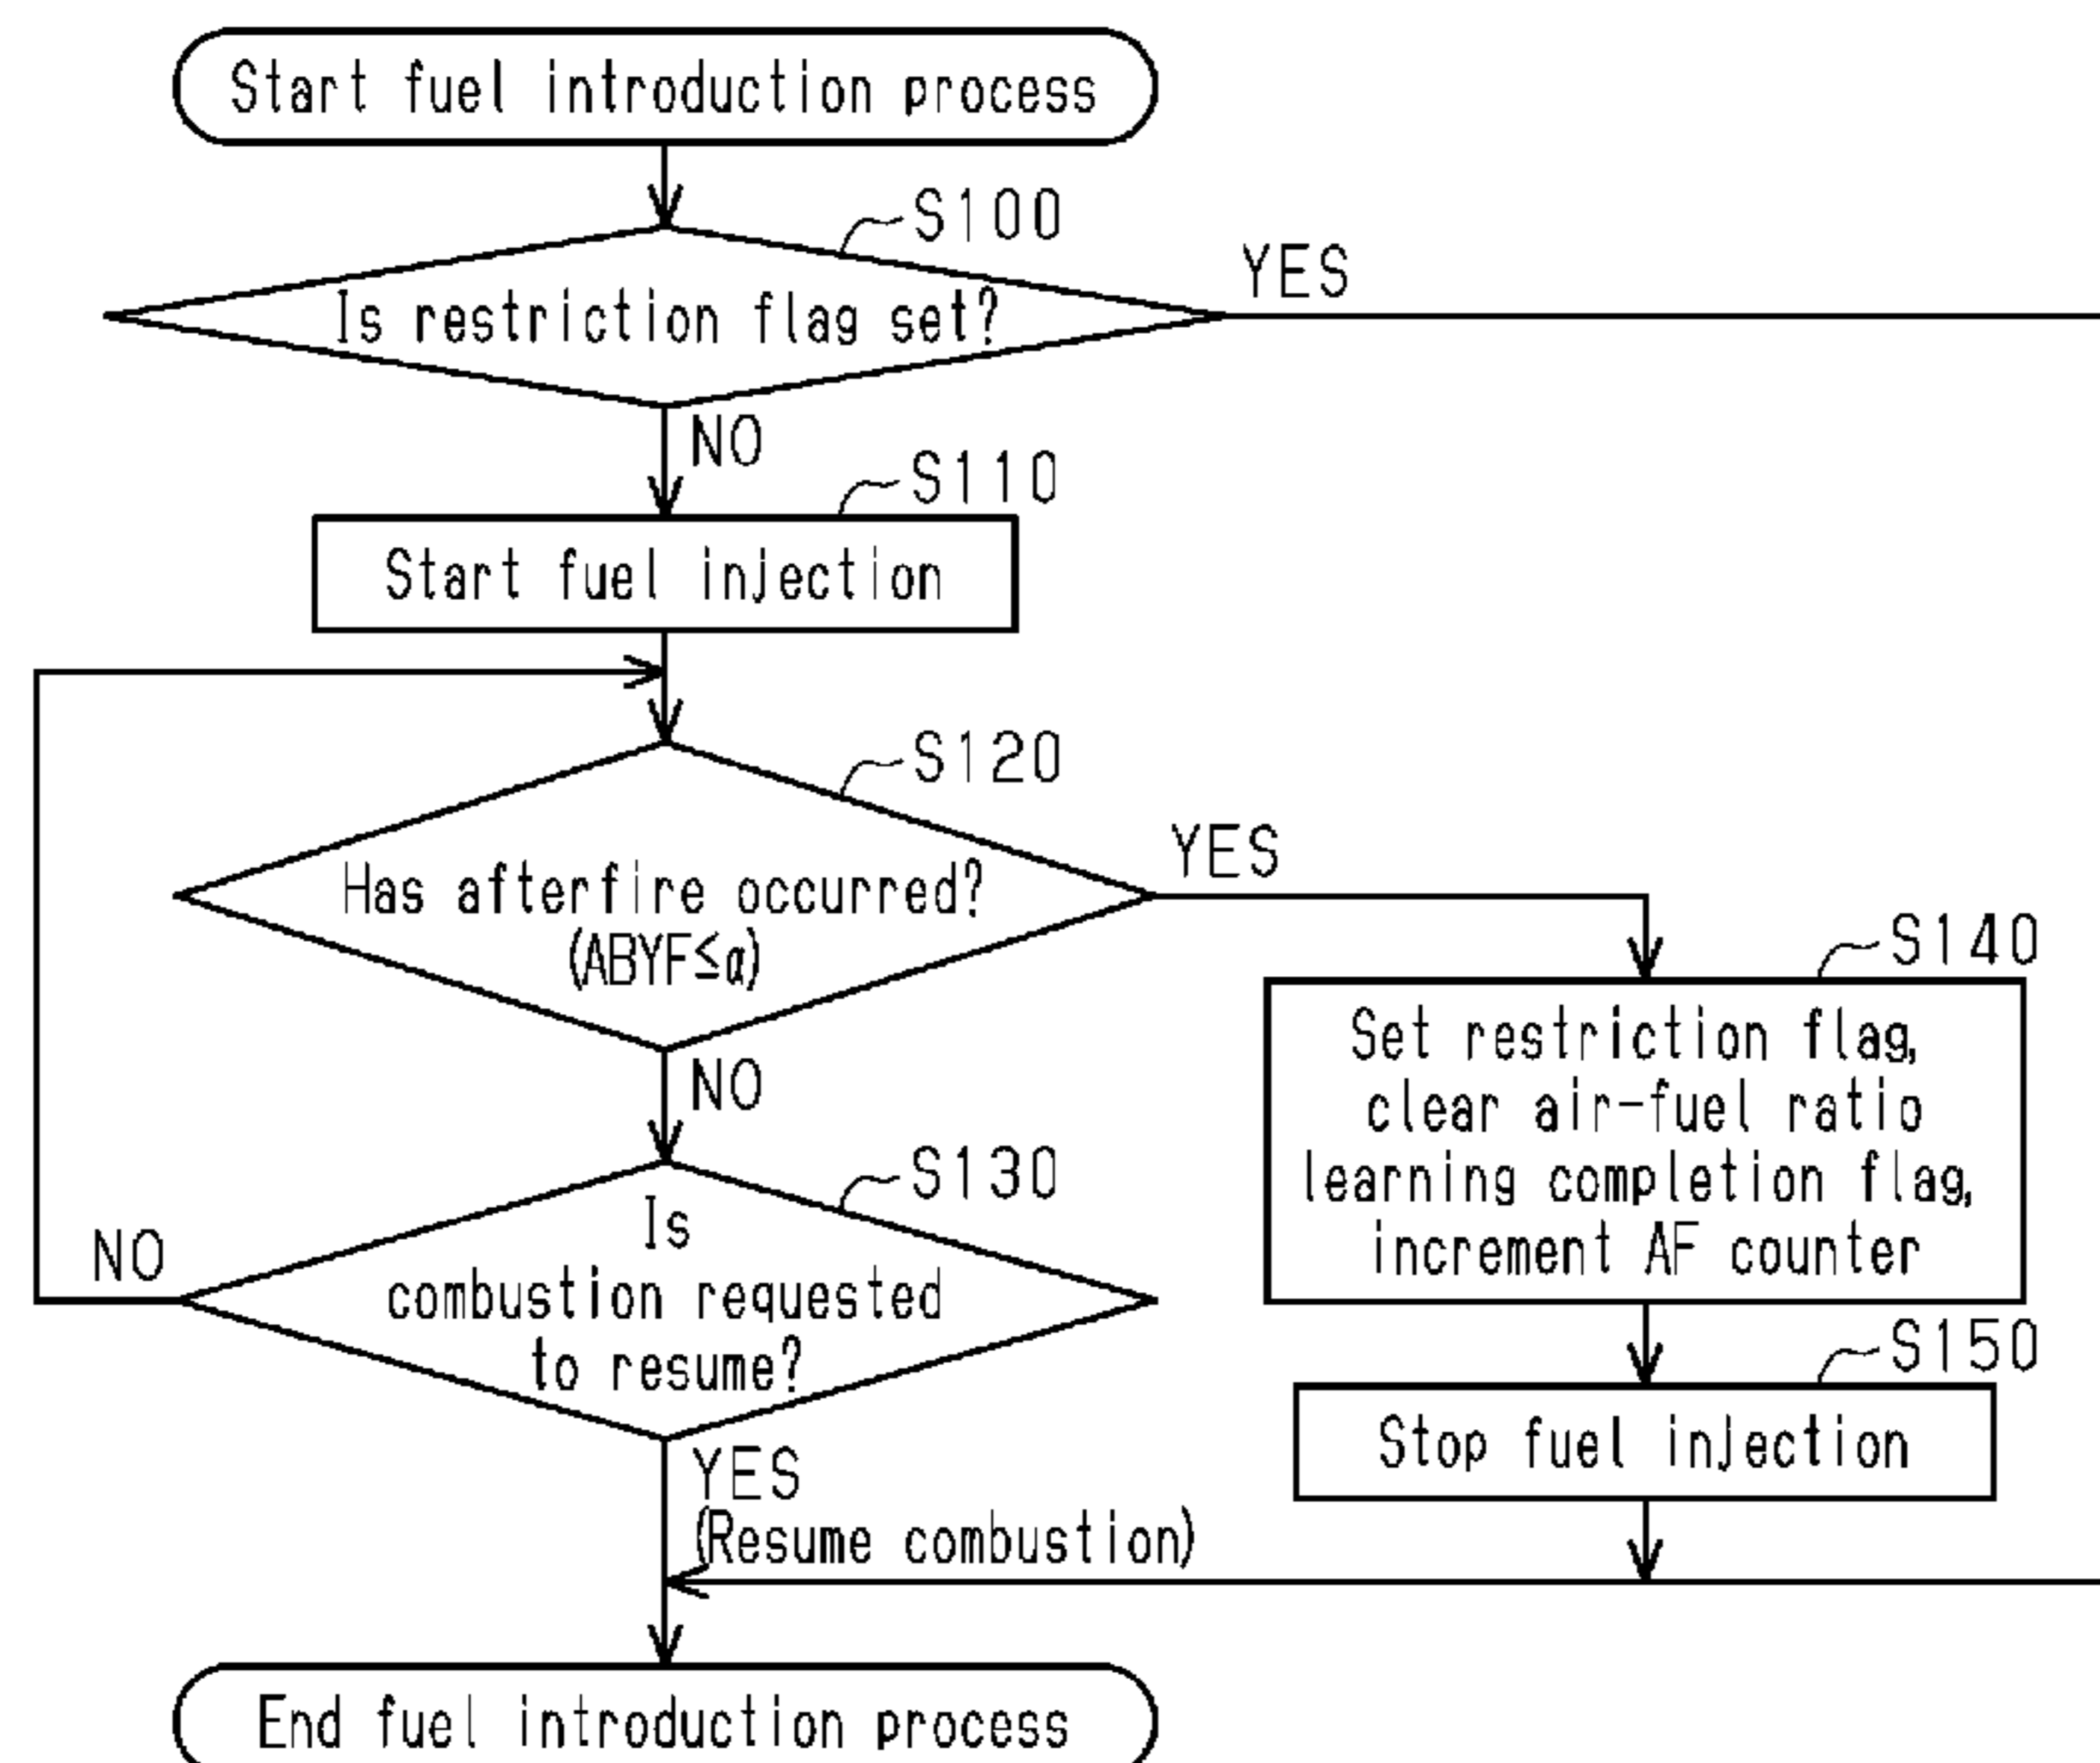 Start fuel introduction process
S100
YES
Is restriction flag set?
NO
S110
Start fuel injection
S120
YES
Has afterfire occurred?
(ABYF≦α)
S140
Set restriction flag,
clear air-fuel ratio
learning completion flag,
increment AF counter
NO
S130
Is
combustion requested
to resume?
NO
S150
Stop fuel injection
YES
(Resume combustion)
End fuel introduction process